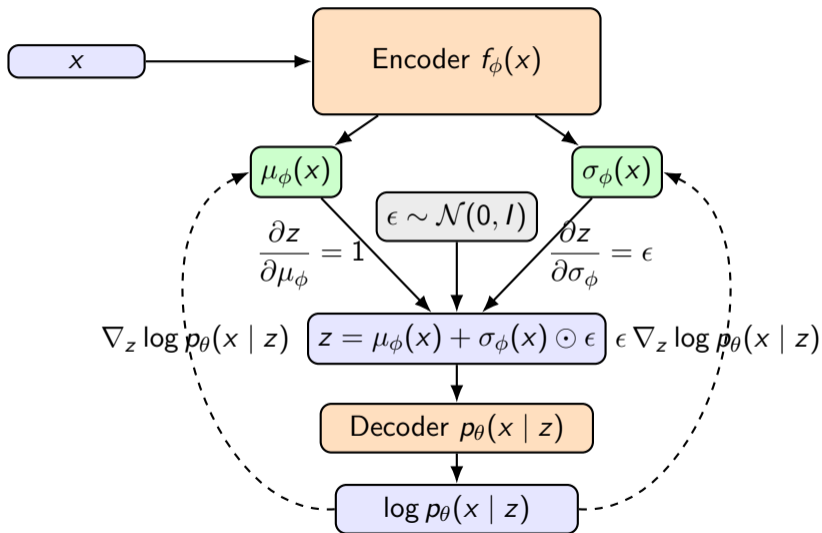 x
Encoder f_ϕ(x)
μ_ϕ(x)
σ_ϕ(x)
ϵ ∼ 𝒩(0, I)
∂z/∂μ_ϕ = 1
∂z/∂σ_ϕ = ϵ
∇_z log p_θ(x | z)
z = μ_ϕ(x) + σ_ϕ(x) ⊙ ϵ
ϵ ∇_z log p_θ(x | z)
Decoder p_θ(x | z)
log p_θ(x | z)